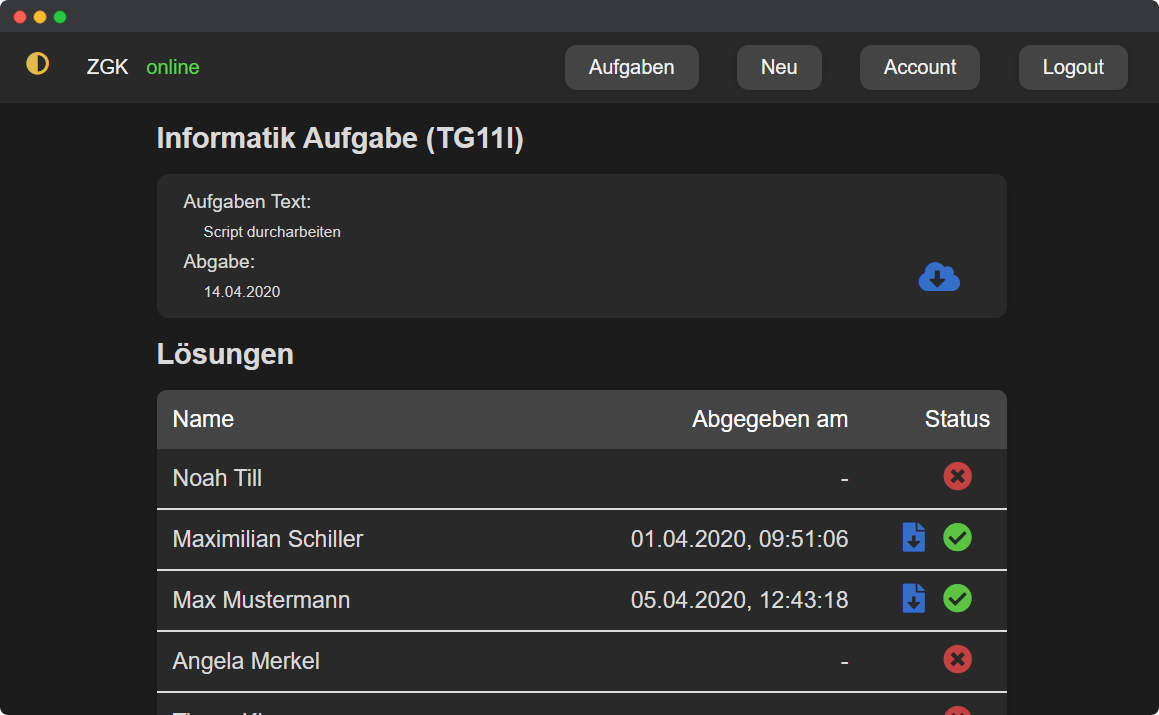 ZGK online Aufgaben Neu Account Logout
Informatik Aufgabe (TG11I)
Aufgaben Text:
Script durcharbeiten
Abgabe:
14.04.2020
Lösungen
Name Abgegeben am Status
Noah Till -
Maximilian Schiller 01.04.2020, 09:51:06
Max Mustermann 05.04.2020, 12:43:18
Angela Merkel -